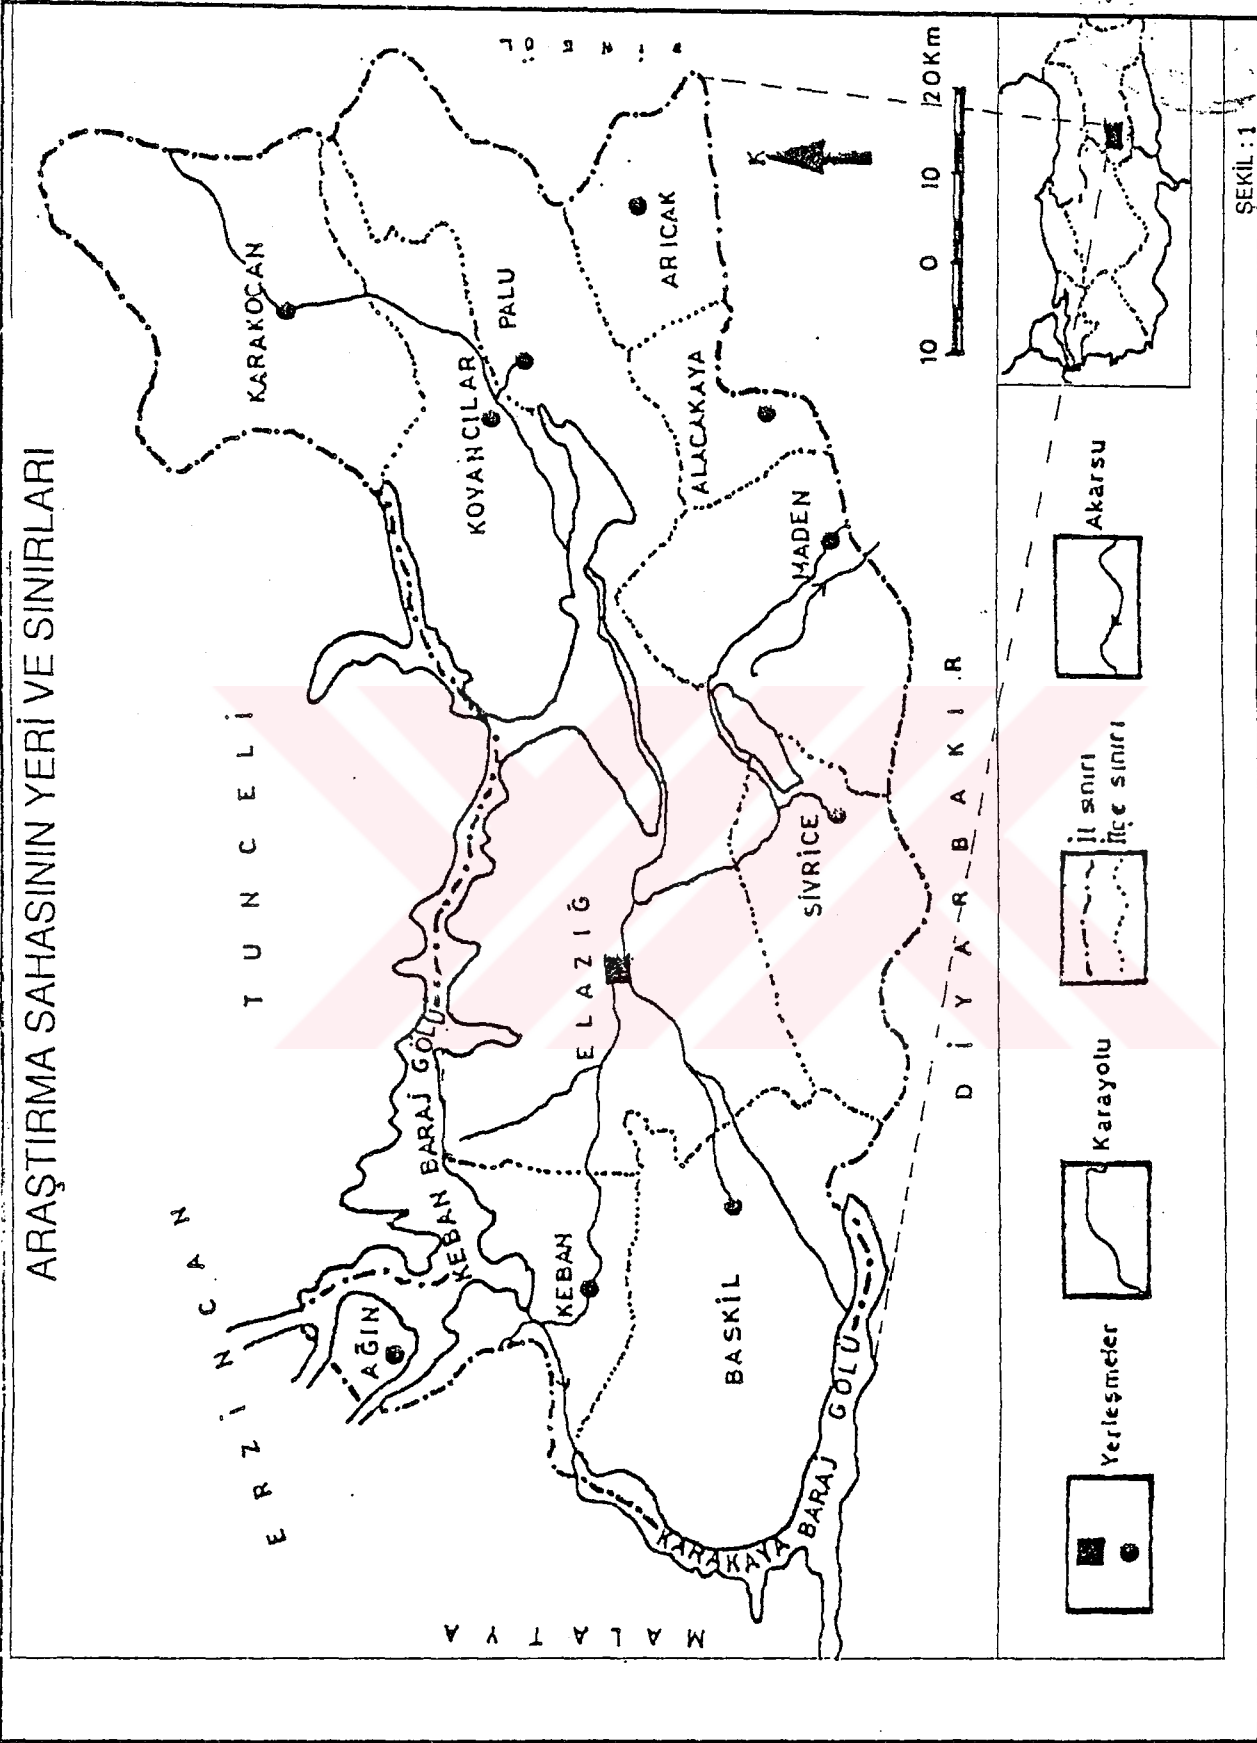 ARAŞTIRMA SAHASININ YERİ VE SINIRLARI
ERZİNCAN
TUNCELİ
BİNGÖL
MALATYA
DİYARBAKIR
KARAKOÇAN
KOVANCILAR
PALU
ARICAK
ALACAKAYA
MADEN
SİVRİCE
ELAZIĞ
AĞIN
KEBAN
BASKİL
KEBAN BARAJ GÖLÜ
KARAKAYA BARAJ GÖLÜ
K
10 0 10 20Km
Yerleşmeler
Karayolu
İl sınırı
İlçe sınırı
Akarsu
ŞEKİL:1